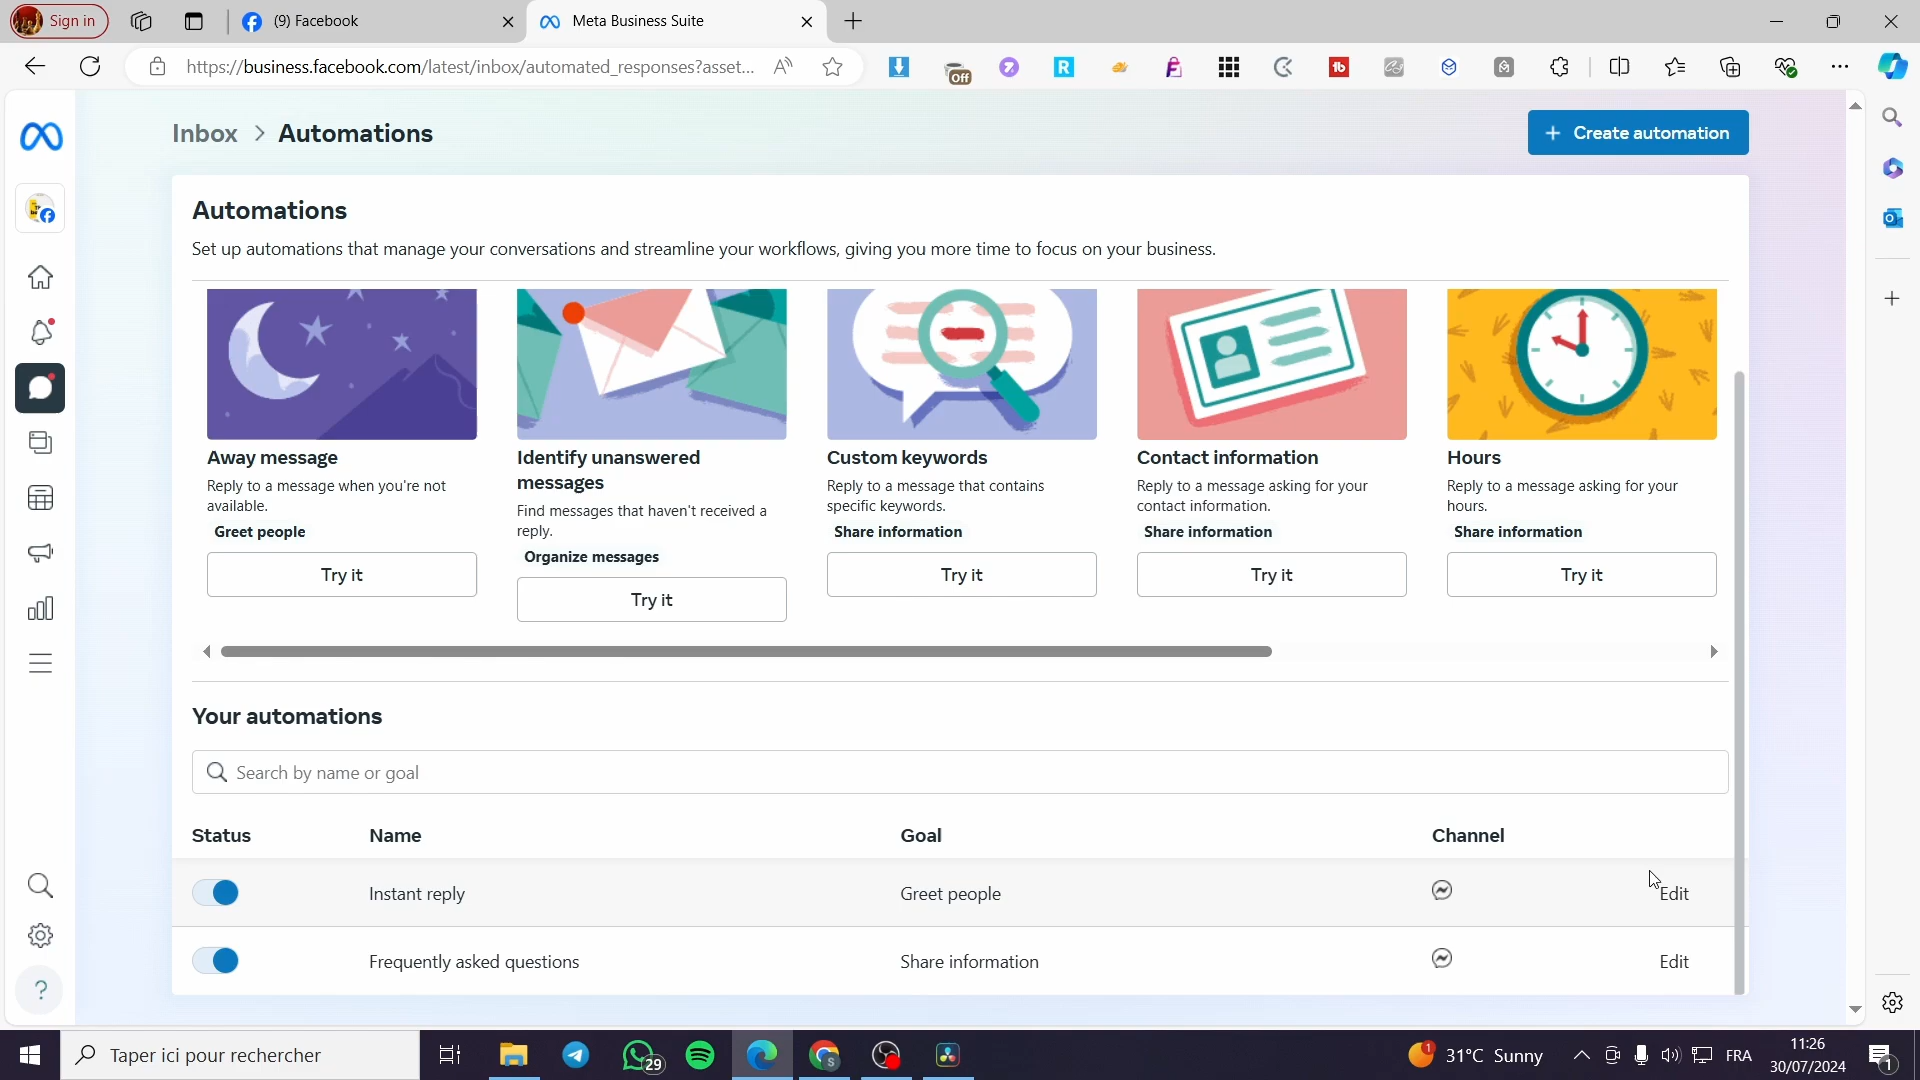 Sign in
(9) Facebook
Meta Business Suite
https://business.facebook.com/latest/inbox/automated_responses?asset...
Off
Inbox > Automations
+ Create automation
Automations
Set up automations that manage your conversations and streamline your workflows, giving you more time to focus on your business.
Away message
Reply to a message when you're not
available.
Greet people
Try it
Identify unanswered
messages
Find messages that haven't received a
reply.
Organize messages
Try it
Custom keywords
Reply to a message that contains
specific keywords.
Share information
Try it
Contact information
Reply to a message asking for your
contact information.
Share information
Try it
Hours
Reply to a message asking for your
hours.
Share information
Try it
Your automations
Search by name or goal
Status Name Goal Channel
Instant reply Greet people Edit
Frequently asked questions Share information Edit
Taper ici pour rechercher
29
1
31°C Sunny
FRA
11:26
30/07/2024
1